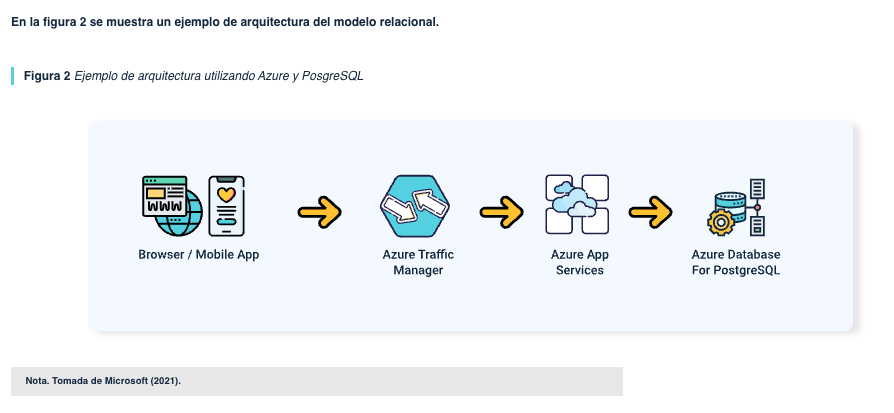 En la figura 2 se muestra un ejemplo de arquitectura del modelo relacional.
Figura 2 Ejemplo de arquitectura utilizando Azure y PosgreSQL
WWW
Browser / Mobile App
Azure Traffic
Manager
Azure App
Services
Azure Database
For PostgreSQL
Nota. Tomada de Microsoft (2021).